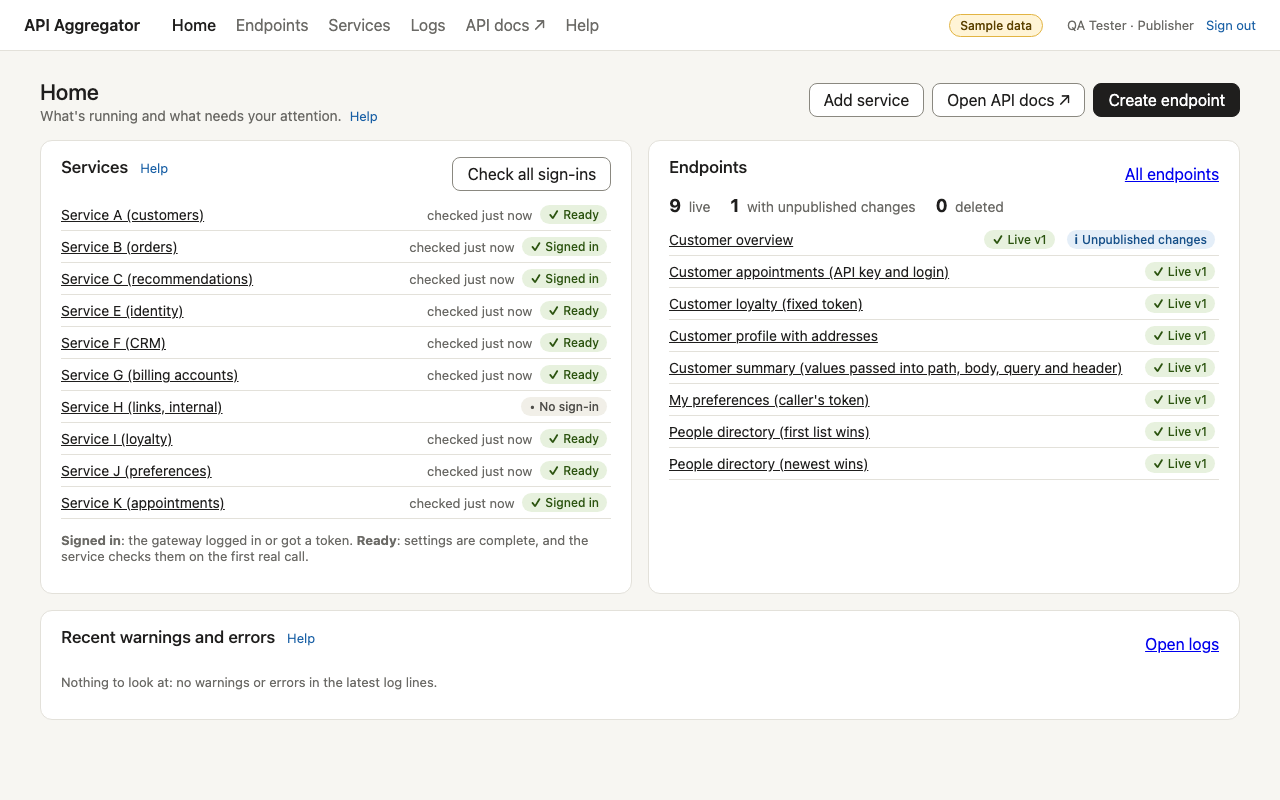 API Aggregator Home Endpoints Services Logs API docs ↗ Help Sample data QA Tester · Publisher Sign out
Home
What's running and what needs your attention. Help
Add service Open API docs ↗ Create endpoint
Services Help Check all sign-ins
Service A (customers) checked just now ✓ Ready
Service B (orders) checked just now ✓ Signed in
Service C (recommendations) checked just now ✓ Signed in
Service E (identity) checked just now ✓ Ready
Service F (CRM) checked just now ✓ Ready
Service G (billing accounts) checked just now ✓ Ready
Service H (links, internal) • No sign-in
Service I (loyalty) checked just now ✓ Ready
Service J (preferences) checked just now ✓ Ready
Service K (appointments) checked just now ✓ Signed in
Signed in: the gateway logged in or got a token. Ready: settings are complete, and the
service checks them on the first real call.
Endpoints All endpoints
9 live 1 with unpublished changes 0 deleted
Customer overview ✓ Live v1 i Unpublished changes
Customer appointments (API key and login) ✓ Live v1
Customer loyalty (fixed token) ✓ Live v1
Customer profile with addresses ✓ Live v1
Customer summary (values passed into path, body, query and header) ✓ Live v1
My preferences (caller's token) ✓ Live v1
People directory (first list wins) ✓ Live v1
People directory (newest wins) ✓ Live v1
Recent warnings and errors Help Open logs
Nothing to look at: no warnings or errors in the latest log lines.